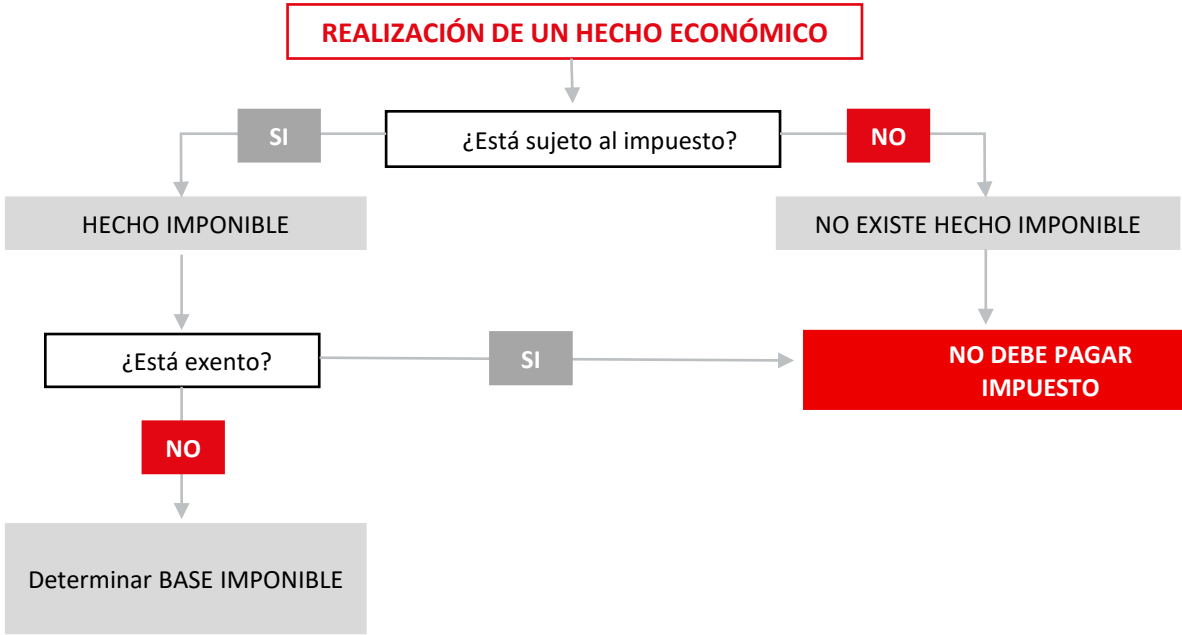 REALIZACIÓN DE UN HECHO ECONÓMICO
SI
¿Está sujeto al impuesto?
NO
HECHO IMPONIBLE
NO EXISTE HECHO IMPONIBLE
¿Está exento?
SI
NO DEBE PAGAR
IMPUESTO
NO
Determinar BASE IMPONIBLE